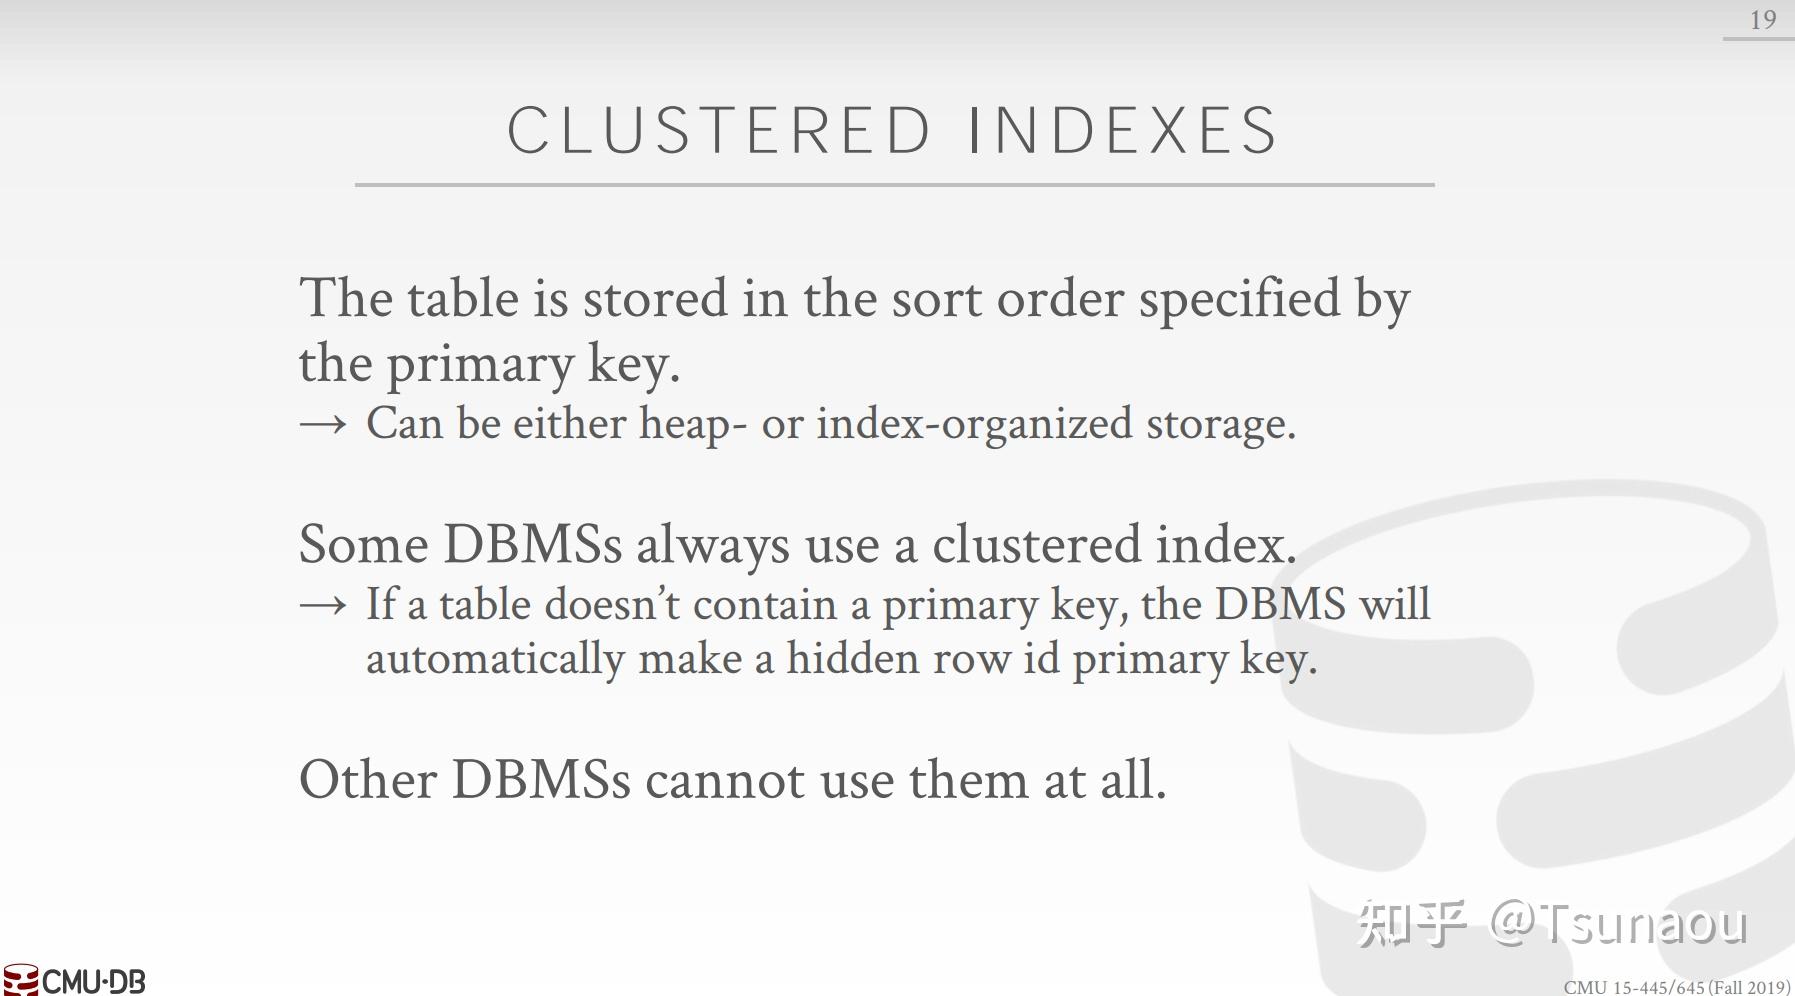 19
CLUSTERED INDEXES
The table is stored in the sort order specified by
the primary key.
→ Can be either heap- or index-organized storage.
Some DBMSs always use a clustered index.
→ If a table doesn’t contain a primary key, the DBMS will
automatically make a hidden row id primary key.
Other DBMSs cannot use them at all.
知乎 @Tsunaou
CMU·DB
CMU 15-445/645 (Fall 2019)